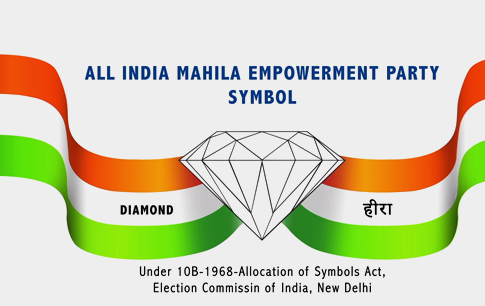 ALL INDIA MAHILA EMPOWERMENT PARTY
SYMBOL
DIAMOND
हीरा
Under 10B-1968-Allocation of Symbols Act,
Election Commissin of India, New Delhi